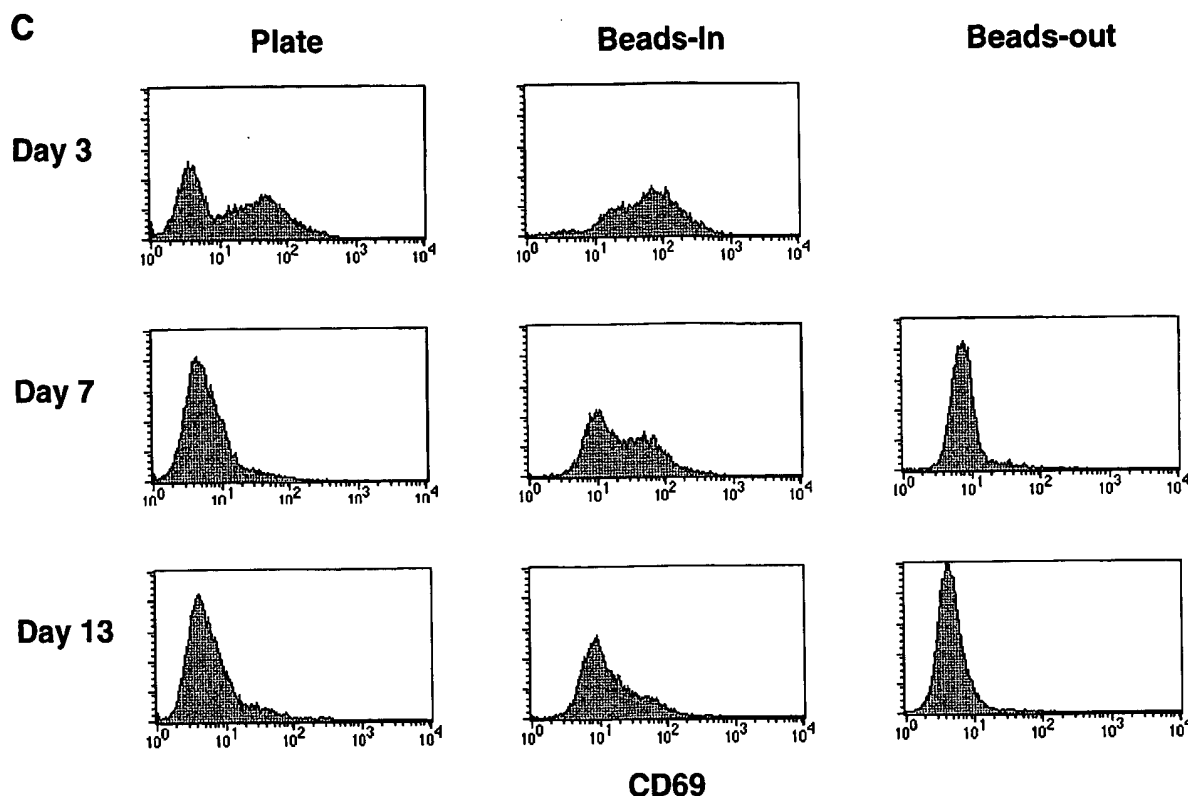 C
Plate Beads-In Beads-out
Day 3
10⁰ 10¹ 10² 10³ 10⁴ 10⁰ 10¹ 10² 10³ 10⁴
Day 7
10⁰ 10¹ 10² 10³ 10⁴ 10⁰ 10¹ 10² 10³ 10⁴ 10⁰ 10¹ 10² 10³ 10⁴
Day 13
10⁰ 10¹ 10² 10³ 10⁴ 10⁰ 10¹ 10² 10³ 10⁴ 10⁰ 10¹ 10² 10³ 10⁴
CD69